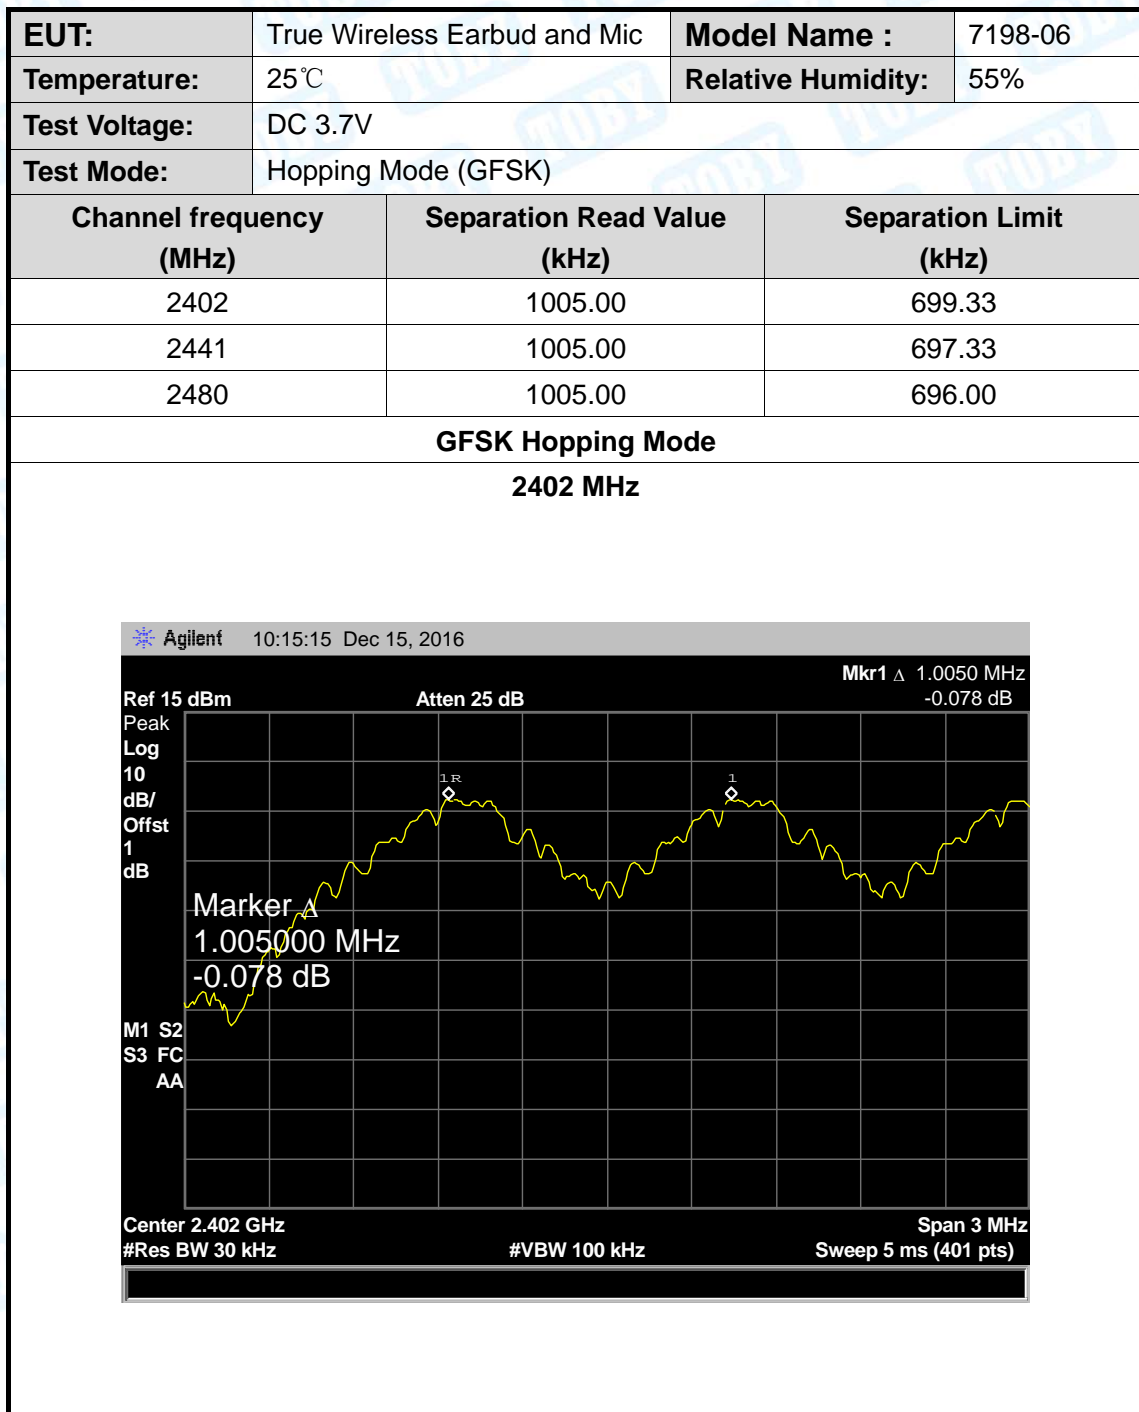 EUT: True Wireless Earbud and Mic Model Name : 7198-06
Temperature: 25℃ Relative Humidity: 55%
Test Voltage: DC 3.7V
Test Mode: Hopping Mode (GFSK)
Channel frequency (MHz) Separation Read Value (kHz) Separation Limit (kHz)
2402 1005.00 699.33
2441 1005.00 697.33
2480 1005.00 696.00
GFSK Hopping Mode
2402 MHz
Agilent 10:15:15 Dec 15, 2016
Mkr1 Δ 1.0050 MHz
Ref 15 dBm Atten 25 dB -0.078 dB
Peak
Log
10
dB/
Offst
1
dB
1R 1
Marker Δ
1.005000 MHz
-0.078 dB
M1 S2
S3 FC
AA
Center 2.402 GHz Span 3 MHz
#Res BW 30 kHz #VBW 100 kHz Sweep 5 ms (401 pts)
TOBY